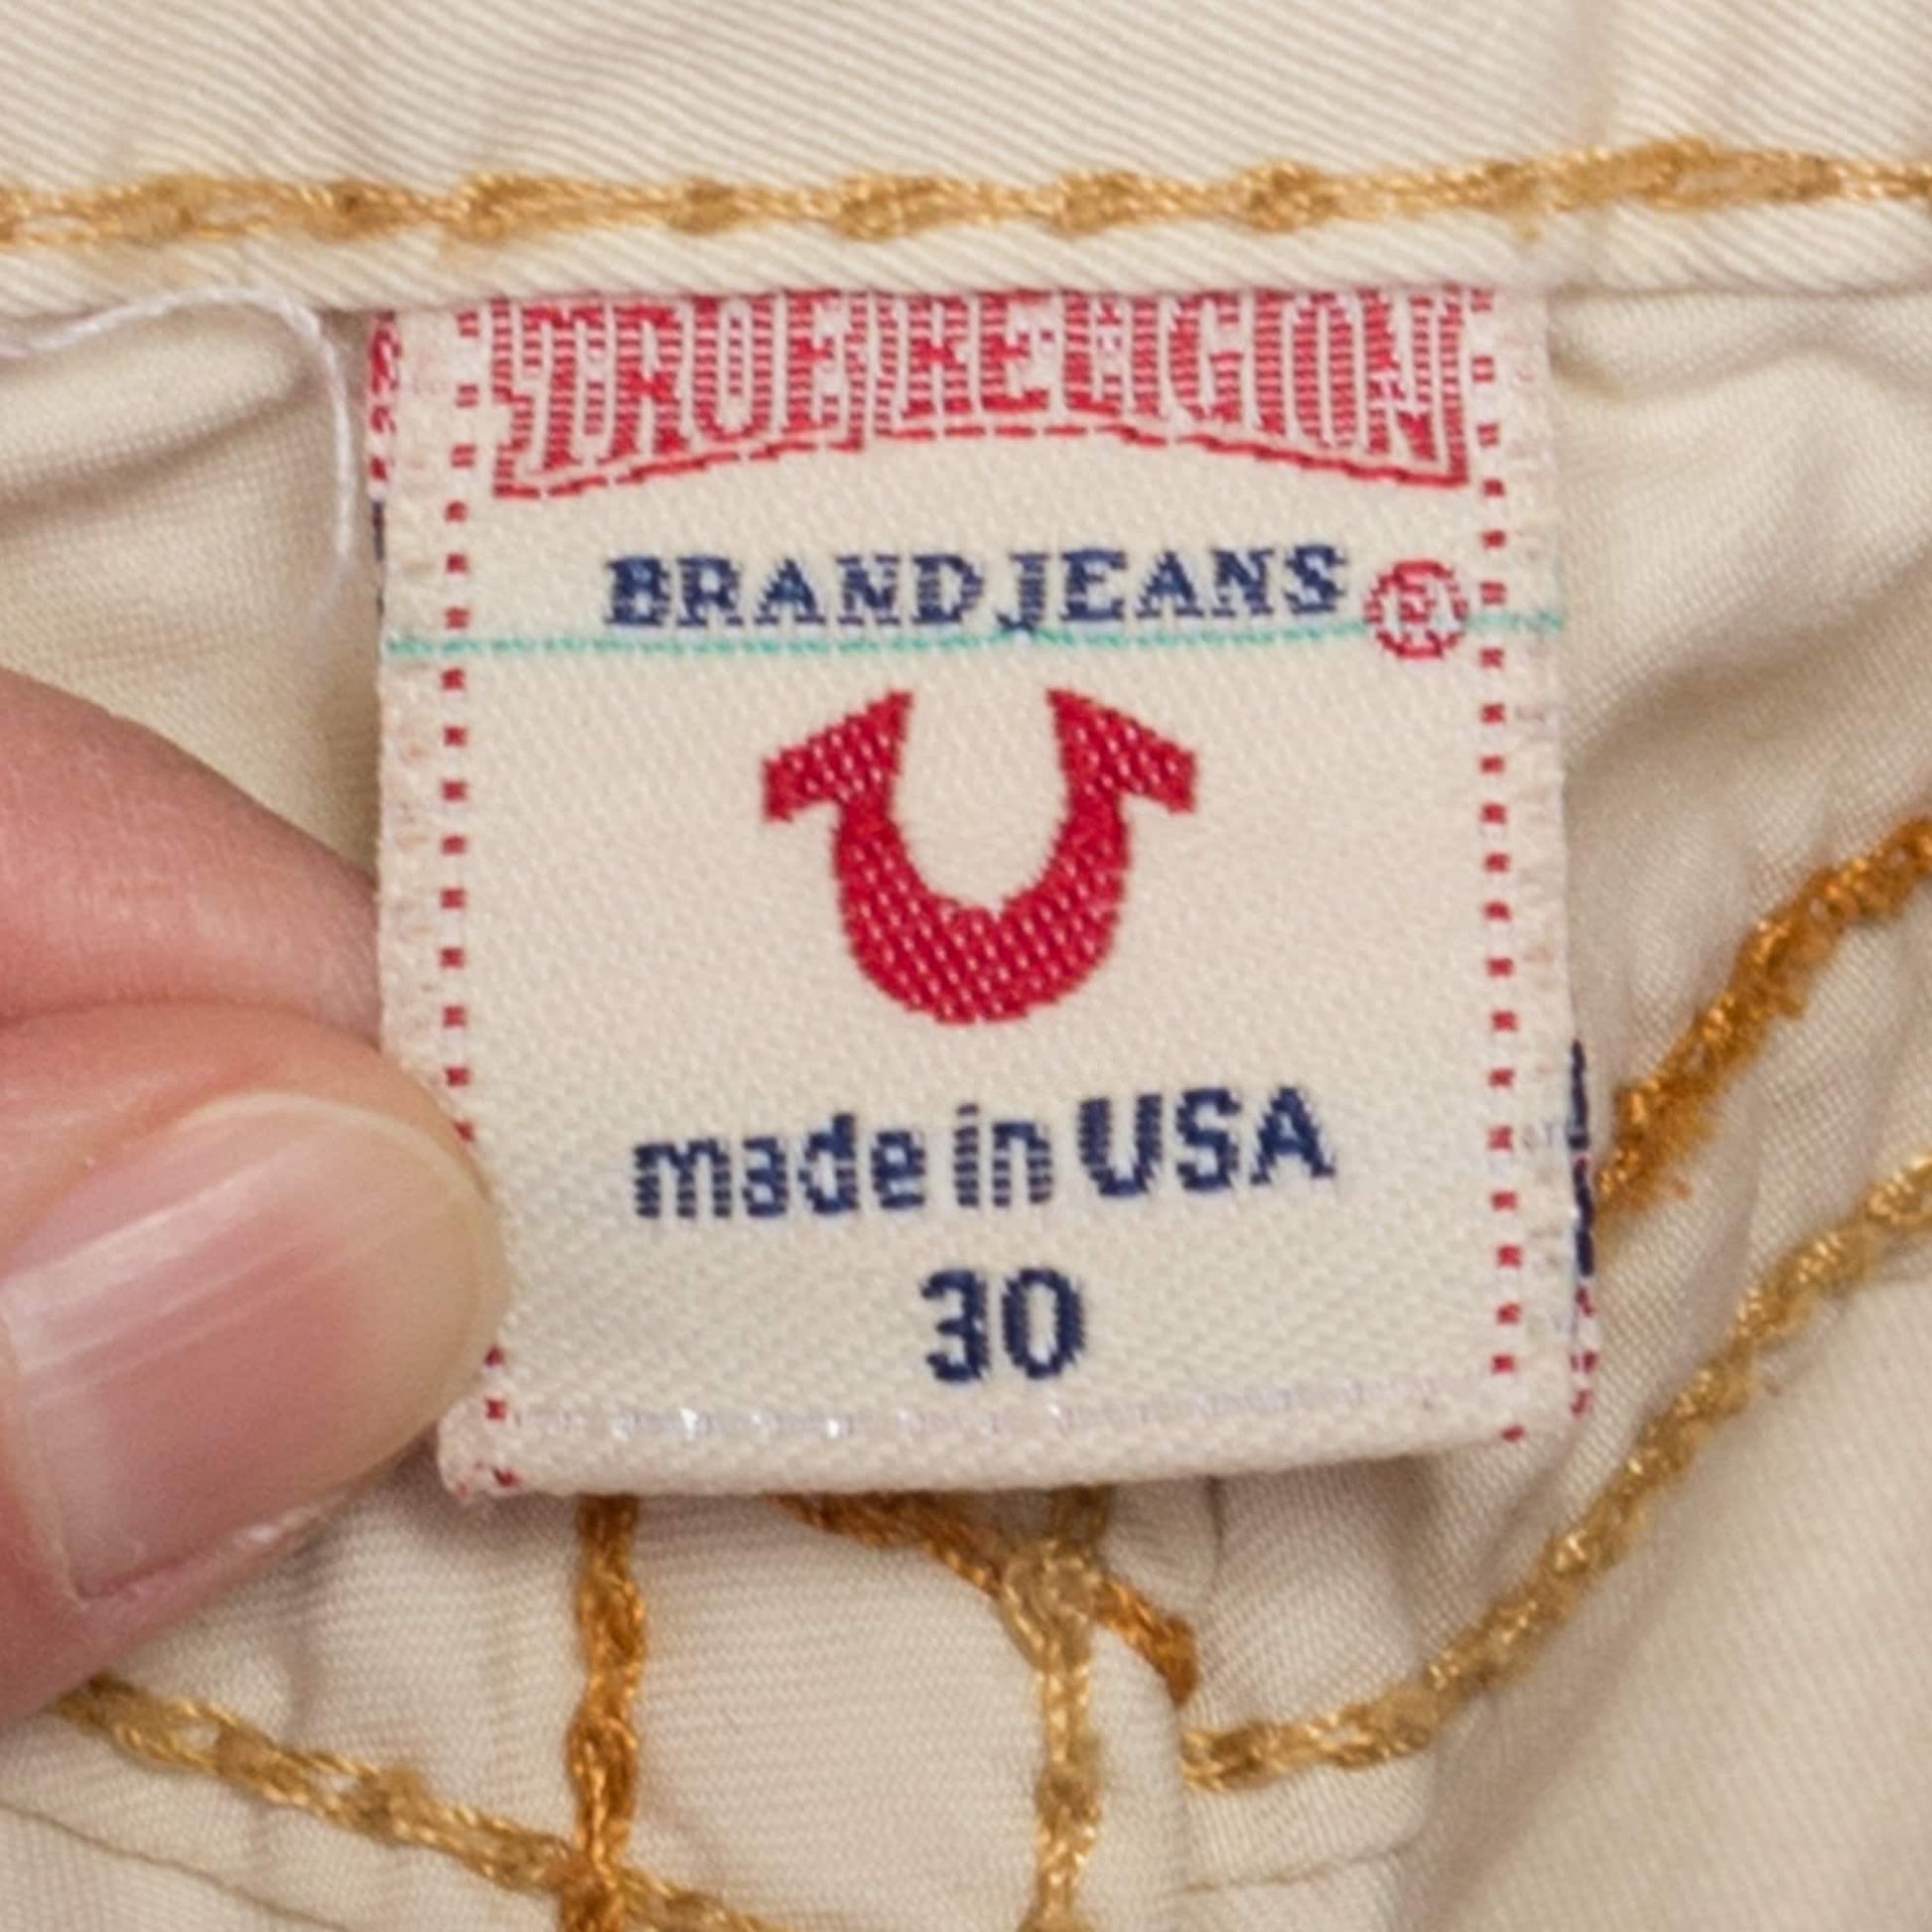 TRUE RELIGION
BRAND JEANS ®
made in USA
30